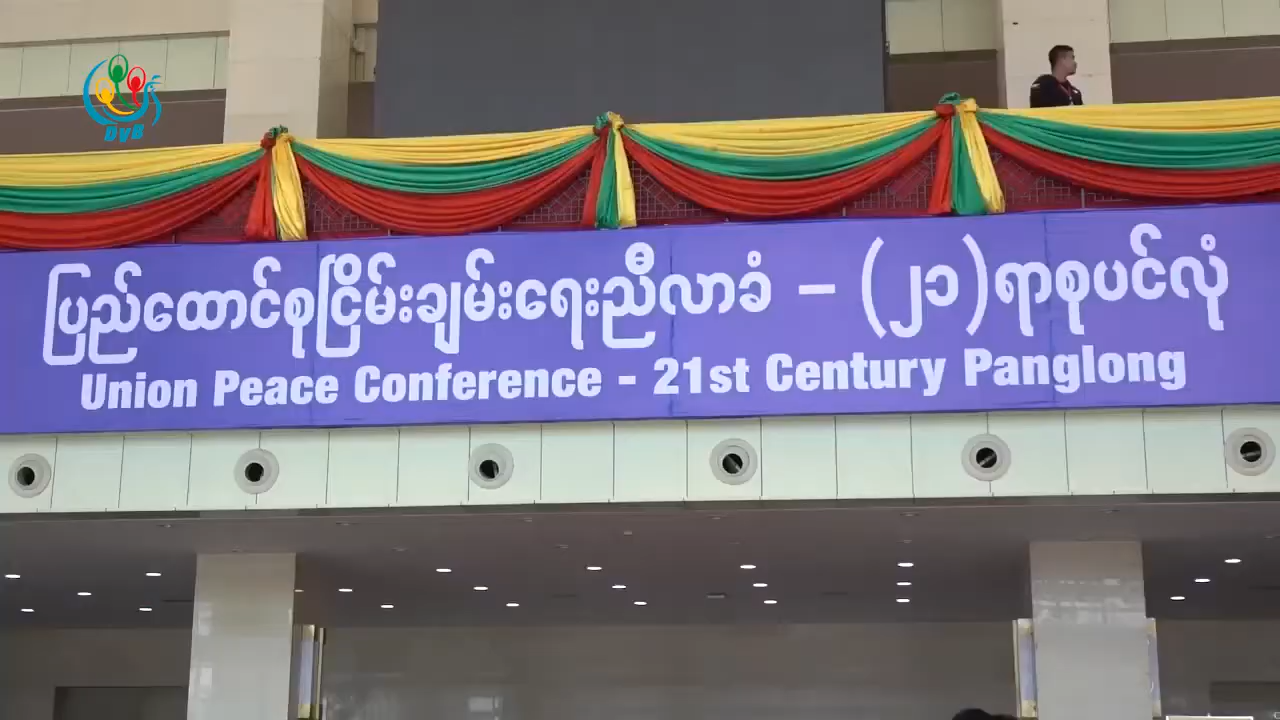 DVB
ပြည်ထောင်စုငြိမ်းချမ်းရေးညီလာခံ – (၂၁)ရာစုပင်လုံ
Union Peace Conference - 21st Century Panglong